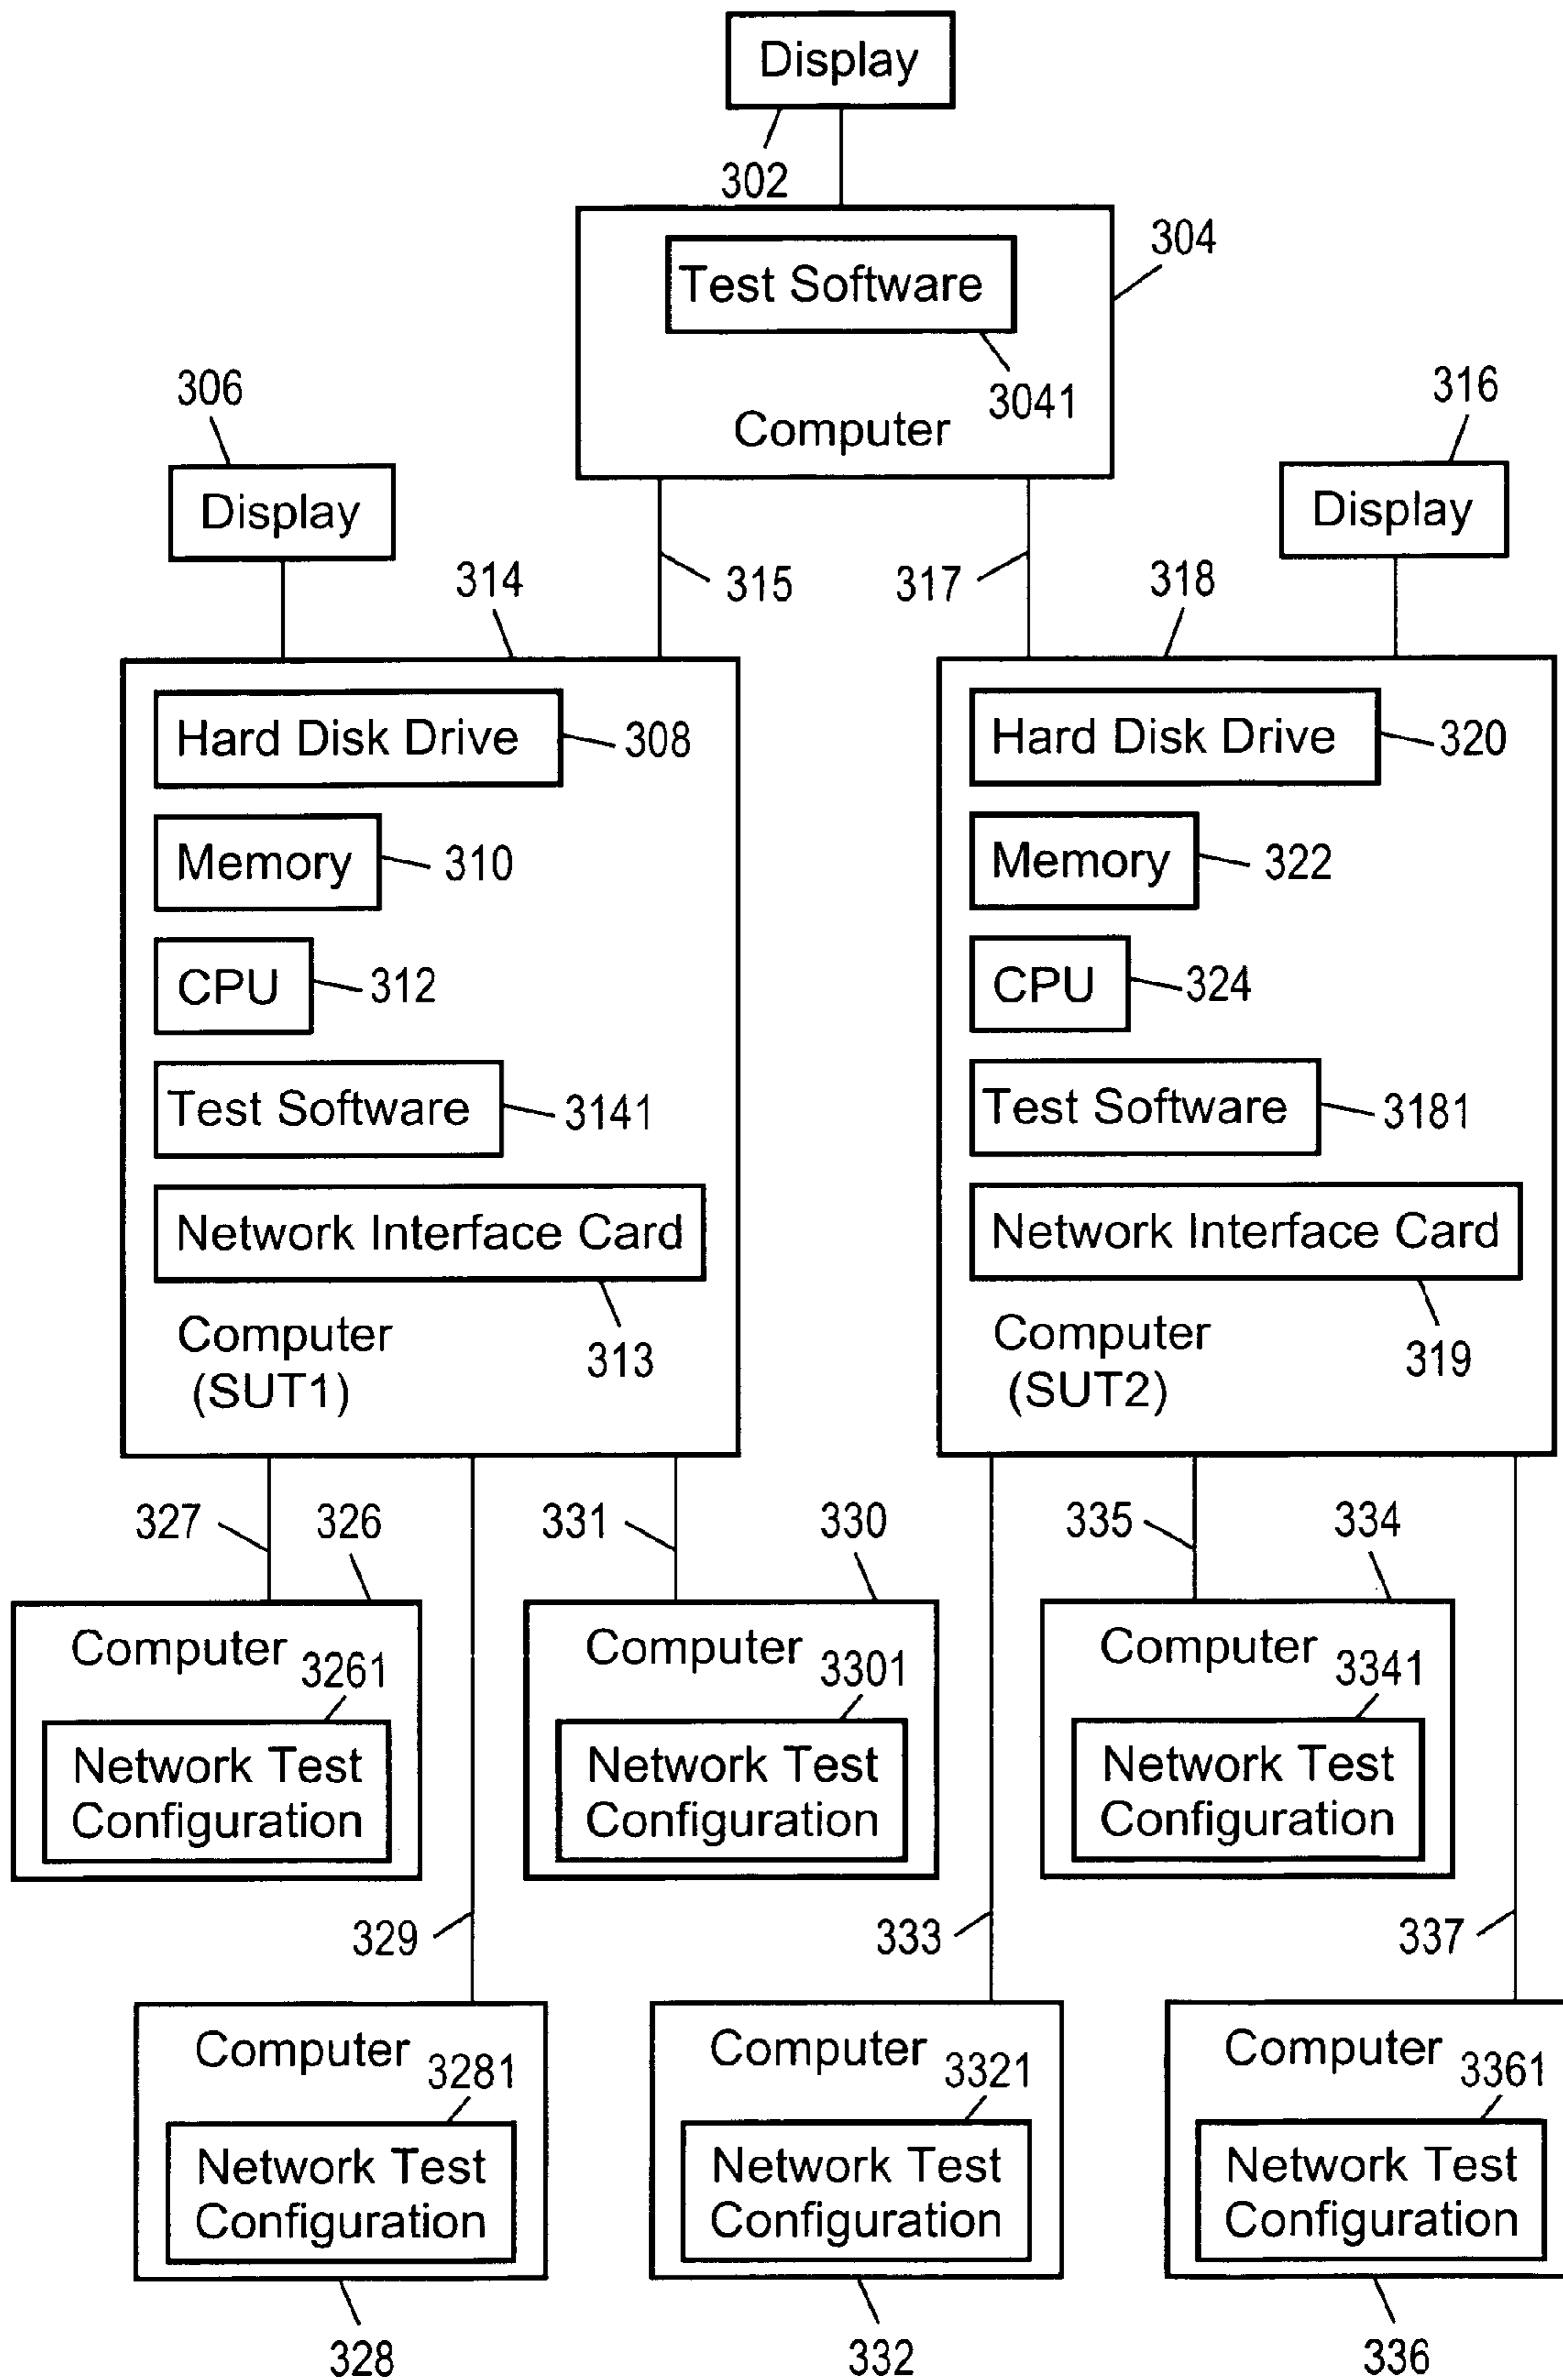 Display
302
304
Test Software
3041
Computer
306
316
Display
Display
314
315
317
318
Hard Disk Drive
308
Memory
310
CPU
312
Test Software
3141
Network Interface Card
Computer
(SUT1)
313
Hard Disk Drive
320
Memory
322
CPU
324
Test Software
3181
Network Interface Card
Computer
(SUT2)
319
327
326
331
330
335
334
Computer
3261
Network Test
Configuration
Computer
3301
Network Test
Configuration
Computer
3341
Network Test
Configuration
329
333
337
Computer
3281
Network Test
Configuration
328
Computer
3321
Network Test
Configuration
332
Computer
3361
Network Test
Configuration
336